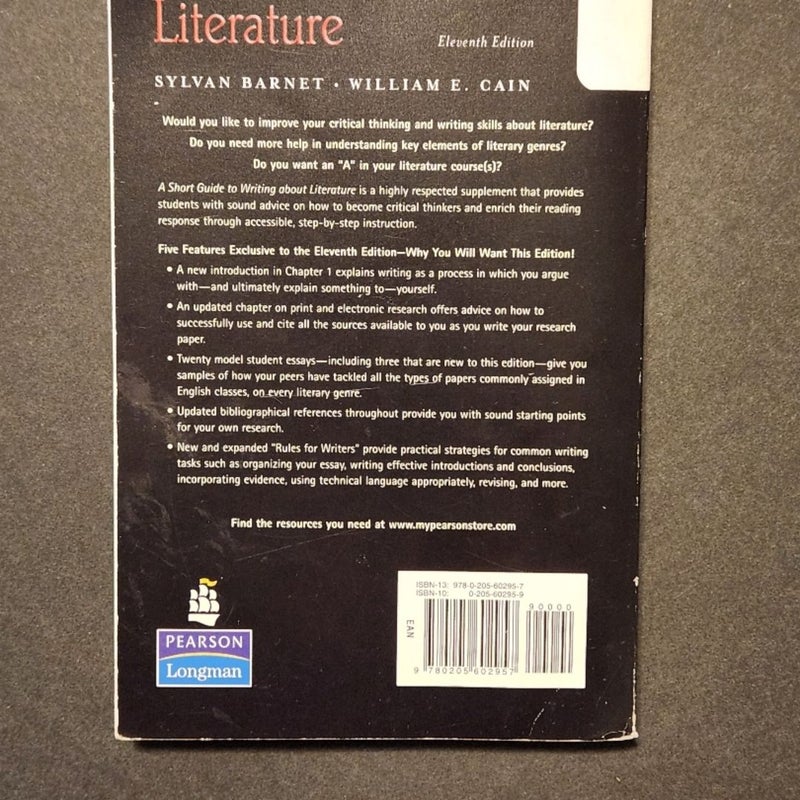 Literature
Eleventh Edition
SYLVAN BARNET • WILLIAM E. CAIN
Would you like to improve your critical thinking and writing skills about literature?
Do you need more help in understanding key elements of literary genres?
Do you want an "A" in your literature course(s)?
A Short Guide to Writing about Literature is a highly respected supplement that provides
students with sound advice on how to become critical thinkers and enrich their reading
response through accessible, step-by-step instruction.
Five Features Exclusive to the Eleventh Edition—Why You Will Want This Edition!
• A new introduction in Chapter 1 explains writing as a process in which you argue
with—and ultimately explain something to—yourself.
• An updated chapter on print and electronic research offers advice on how to
successfully use and cite all the sources available to you as you write your research
paper.
• Twenty model student essays—including three that are new to this edition—give you
samples of how your peers have tackled all the types of papers commonly assigned in
English classes, on every literary genre.
• Updated bibliographical references throughout provide you with sound starting points
for your own research.
• New and expanded "Rules for Writers" provide practical strategies for common writing
tasks such as organizing your essay, writing effective introductions and conclusions,
incorporating evidence, using technical language appropriately, revising, and more.
Find the resources you need at www.mypearsonstore.com
PEARSON
Longman
ISBN-13: 978-0-205-60295-7
ISBN-10: 0-205-60295-9
90000
EAN
9 780205 602957